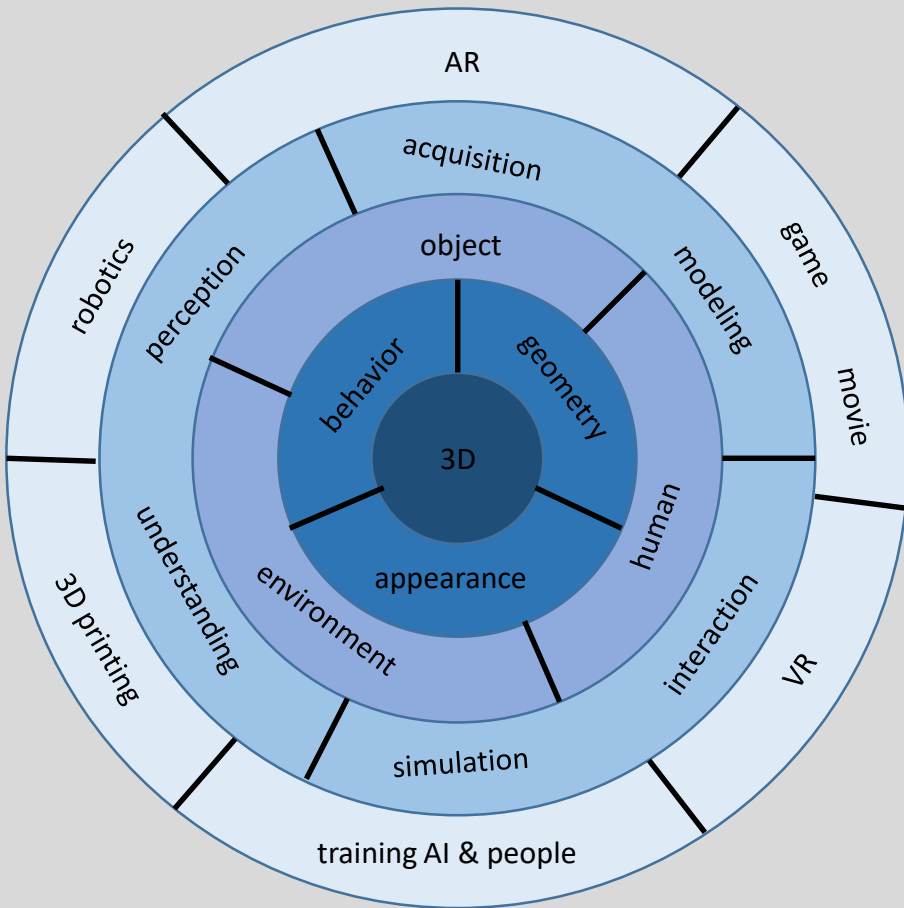 AR
acquisition
object
game
modeling
robotics
perception
behavior
geometry
movie
3D
human
understanding
appearance
environment
interaction
3D printing
VR
simulation
training AI & people